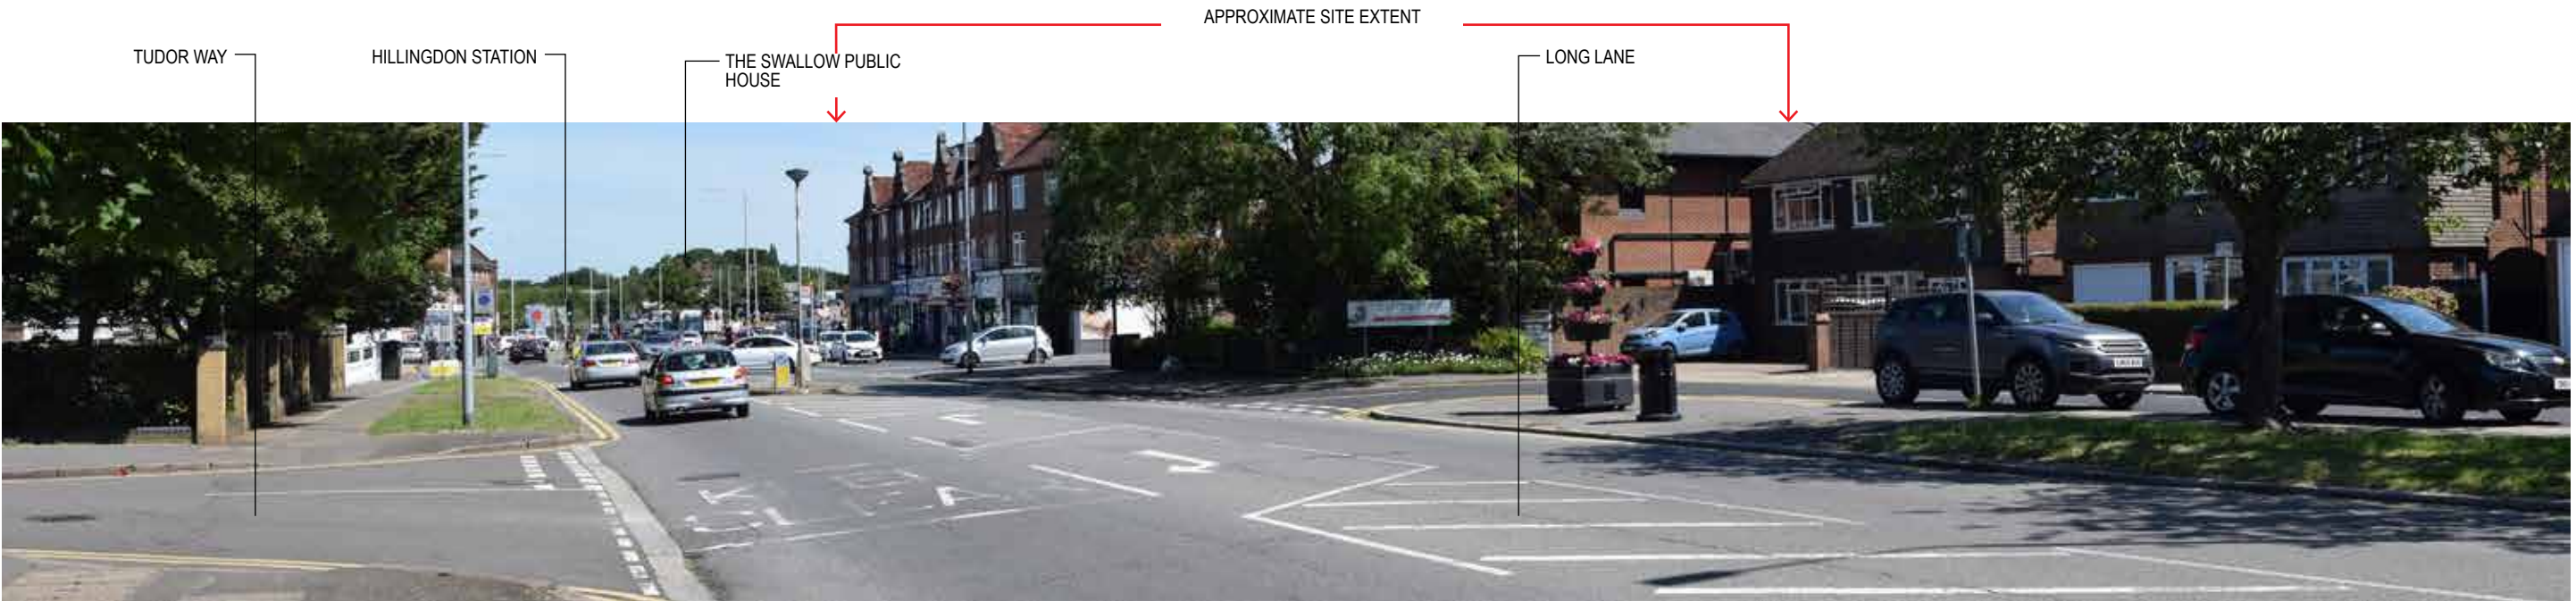 APPROXIMATE SITE EXTENT
TUDOR WAY
HILLINGDON STATION
THE SWALLOW PUBLIC
HOUSE
LONG LANE